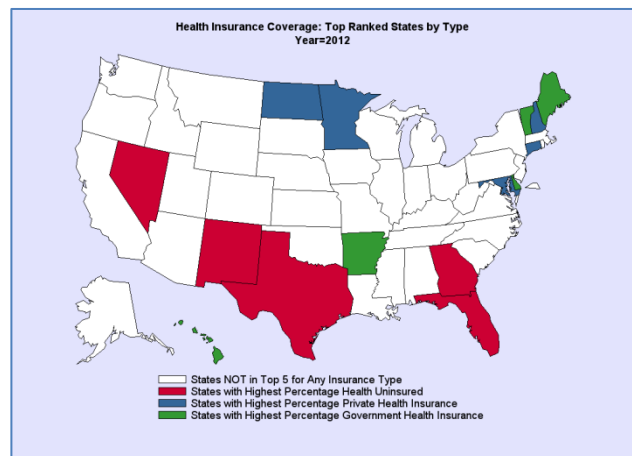 Health Insurance Coverage: Top Ranked States by Type
Year=2012
States NOT in Top 5 for Any Insurance Type
States with Highest Percentage Health Uninsured
States with Highest Percentage Private Health Insurance
States with Highest Percentage Government Health Insurance